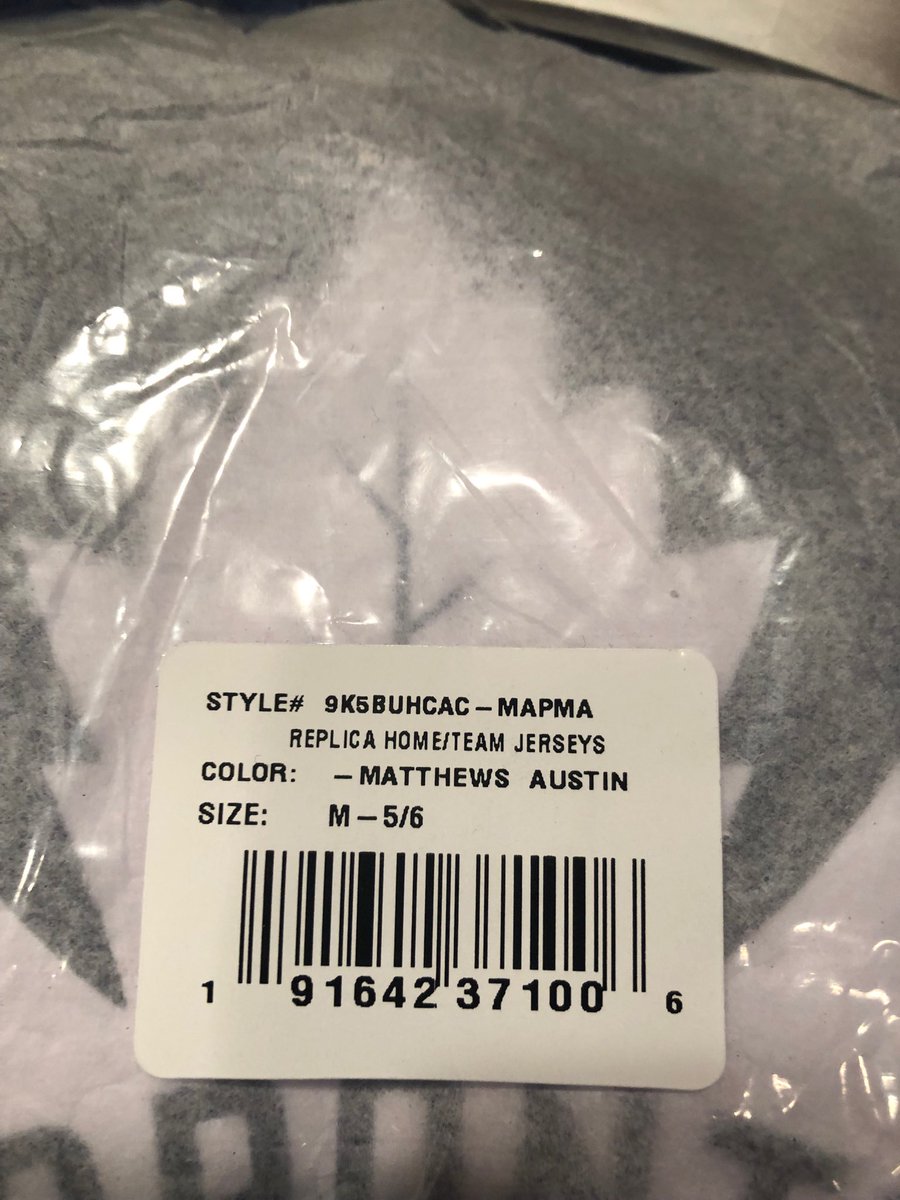 STYLE# 9K5BUHCAC – MAPMA
REPLICA HOME/TEAM JERSEYS
COLOR: – MATTHEWS AUSTIN
SIZE: M – 5/6
1 91642 37100 6